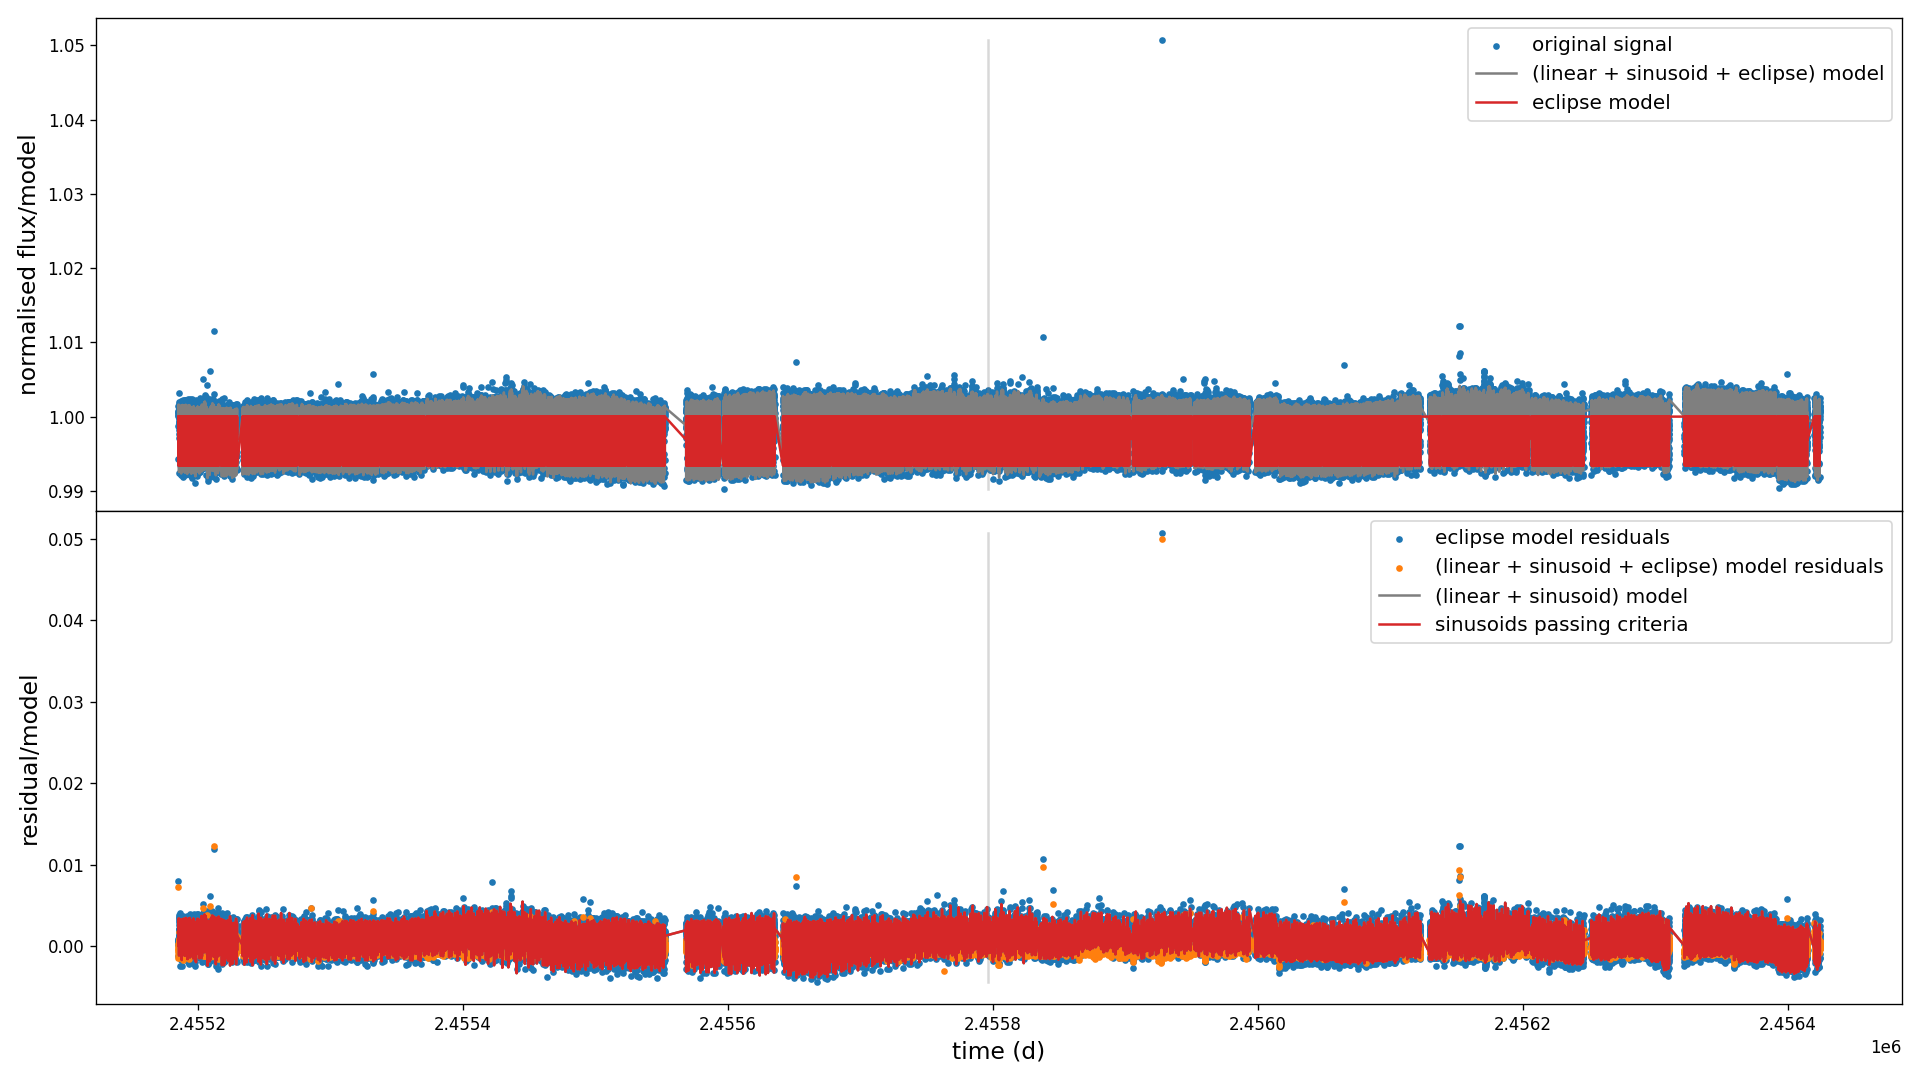 1.05
1.04
1.03
1.02
1.01
1.00
0.99
normalised flux/model
original signal
(linear + sinusoid + eclipse) model
eclipse model
0.05
0.04
0.03
0.02
0.01
0.00
residual/model
eclipse model residuals
(linear + sinusoid + eclipse) model residuals
(linear + sinusoid) model
sinusoids passing criteria
2.4552 2.4554 2.4556 2.4558 2.4560 2.4562 2.4564
1e6
time (d)